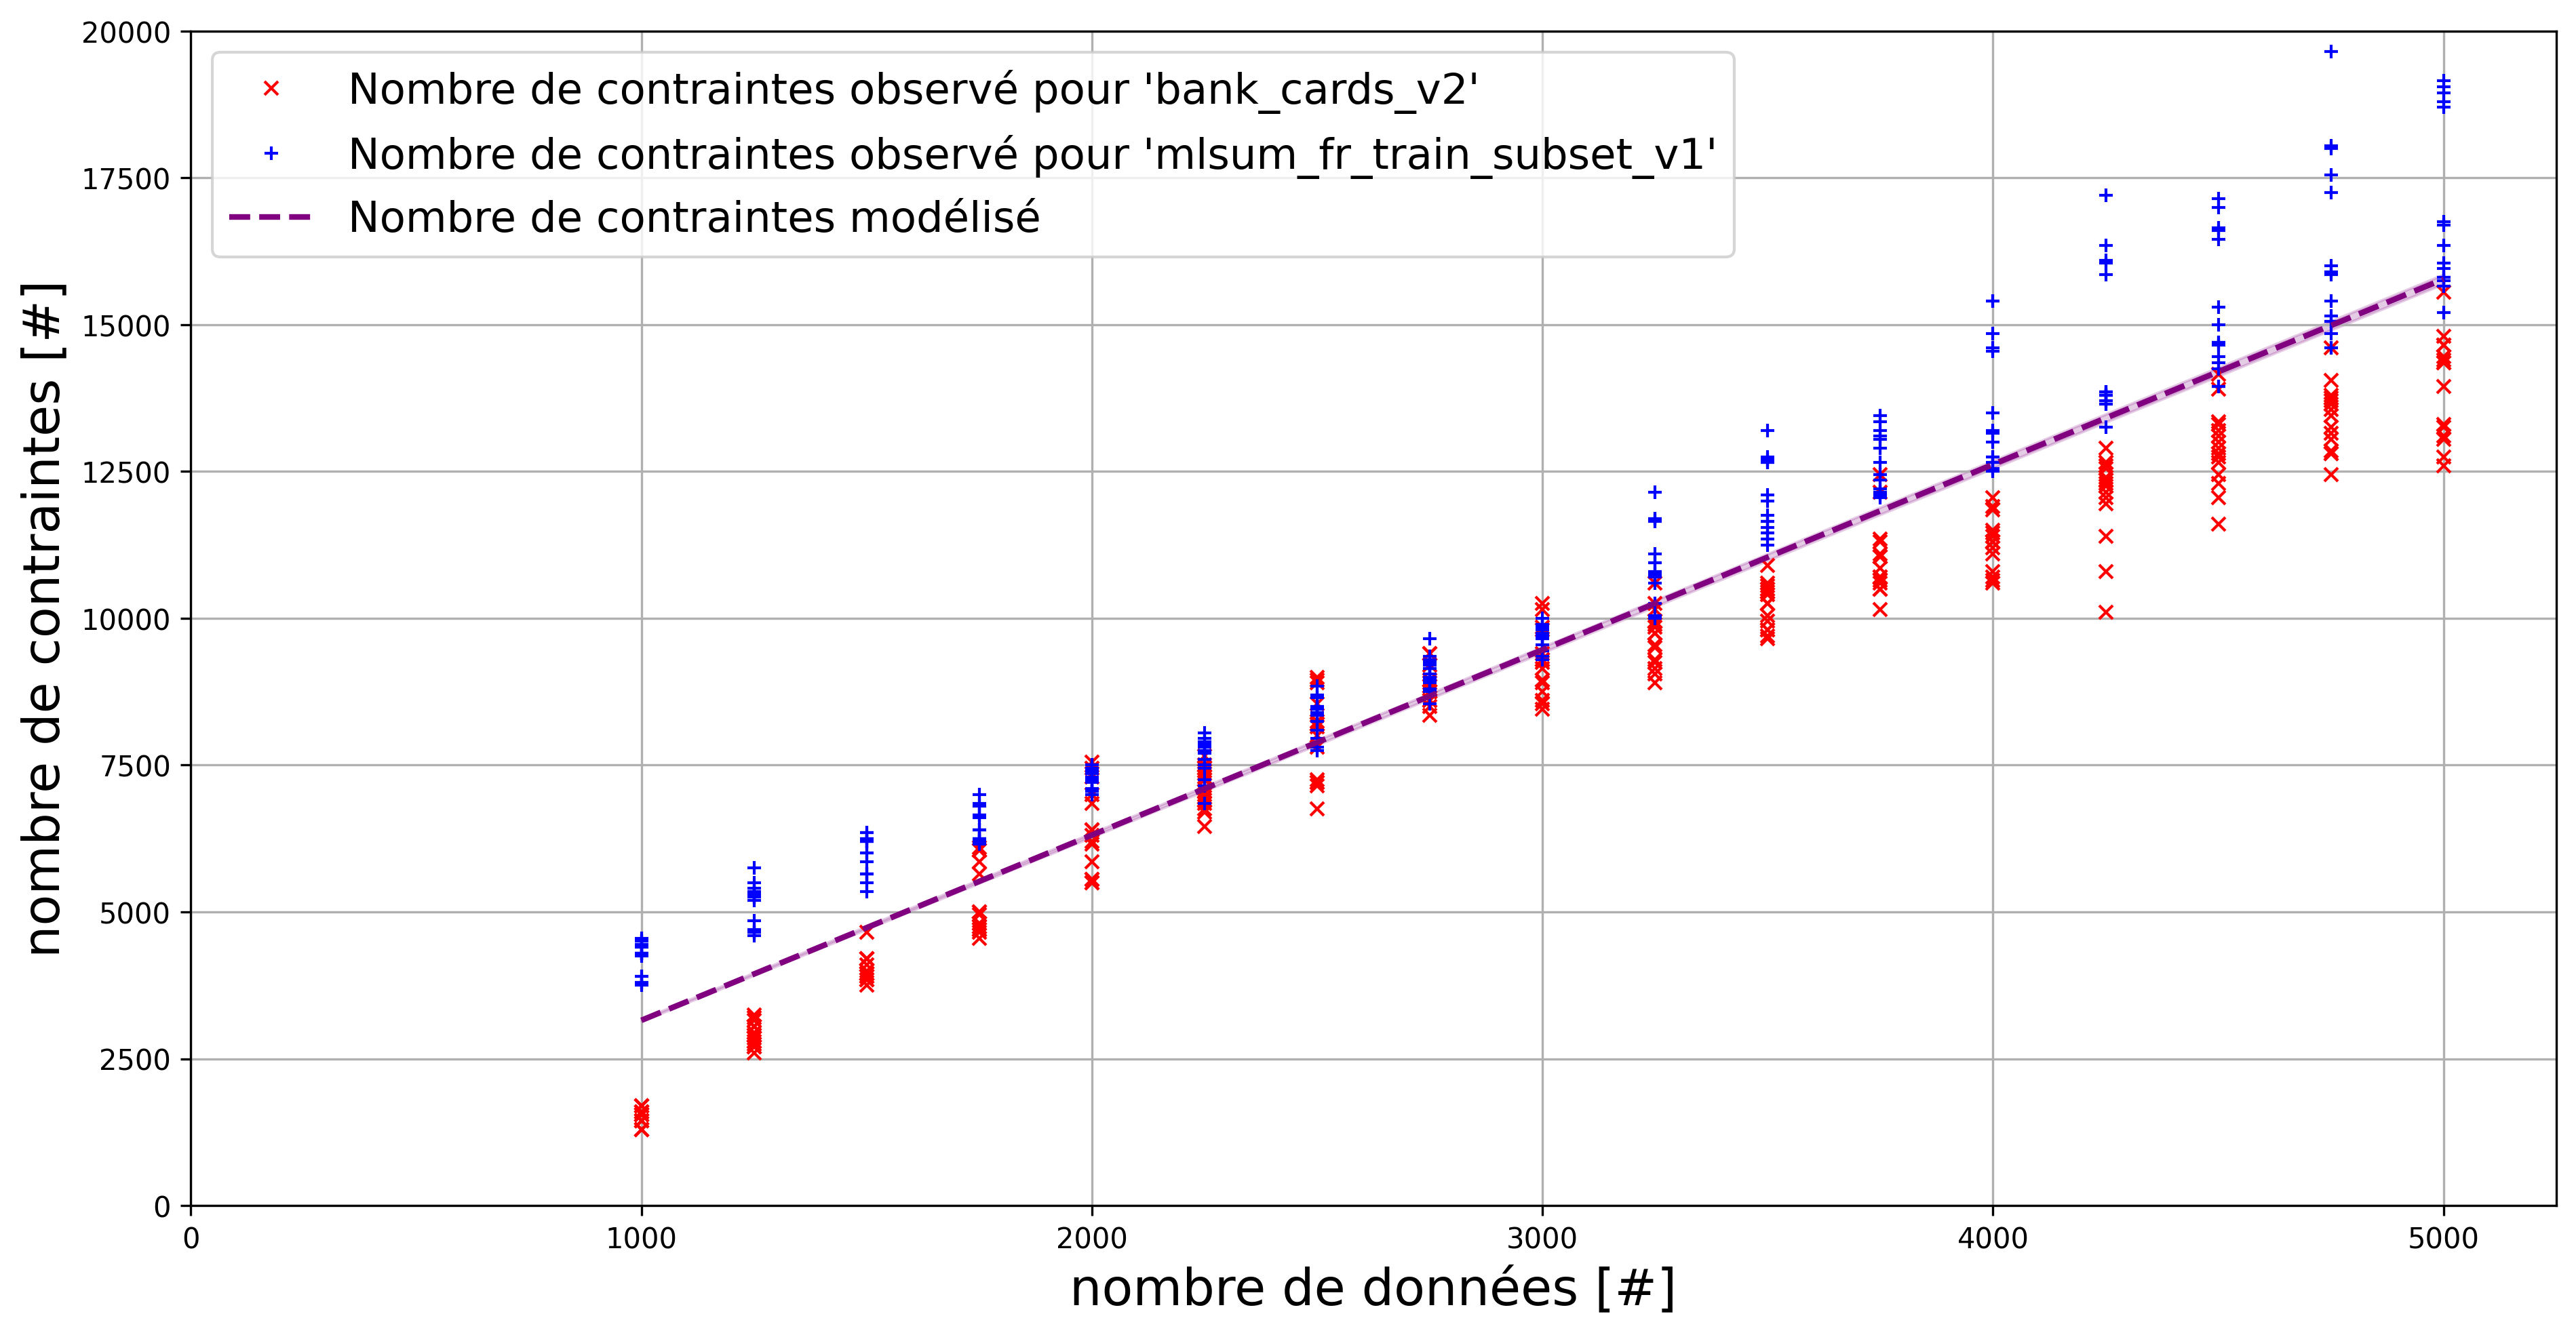 Nombre de contraintes observé pour 'bank_cards_v2'
Nombre de contraintes observé pour 'mlsum_fr_train_subset_v1'
Nombre de contraintes modélisé
nombre de contraintes [#]
20000
17500
15000
12500
10000
7500
5000
2500
0
0 1000 2000 3000 4000 5000
nombre de données [#]